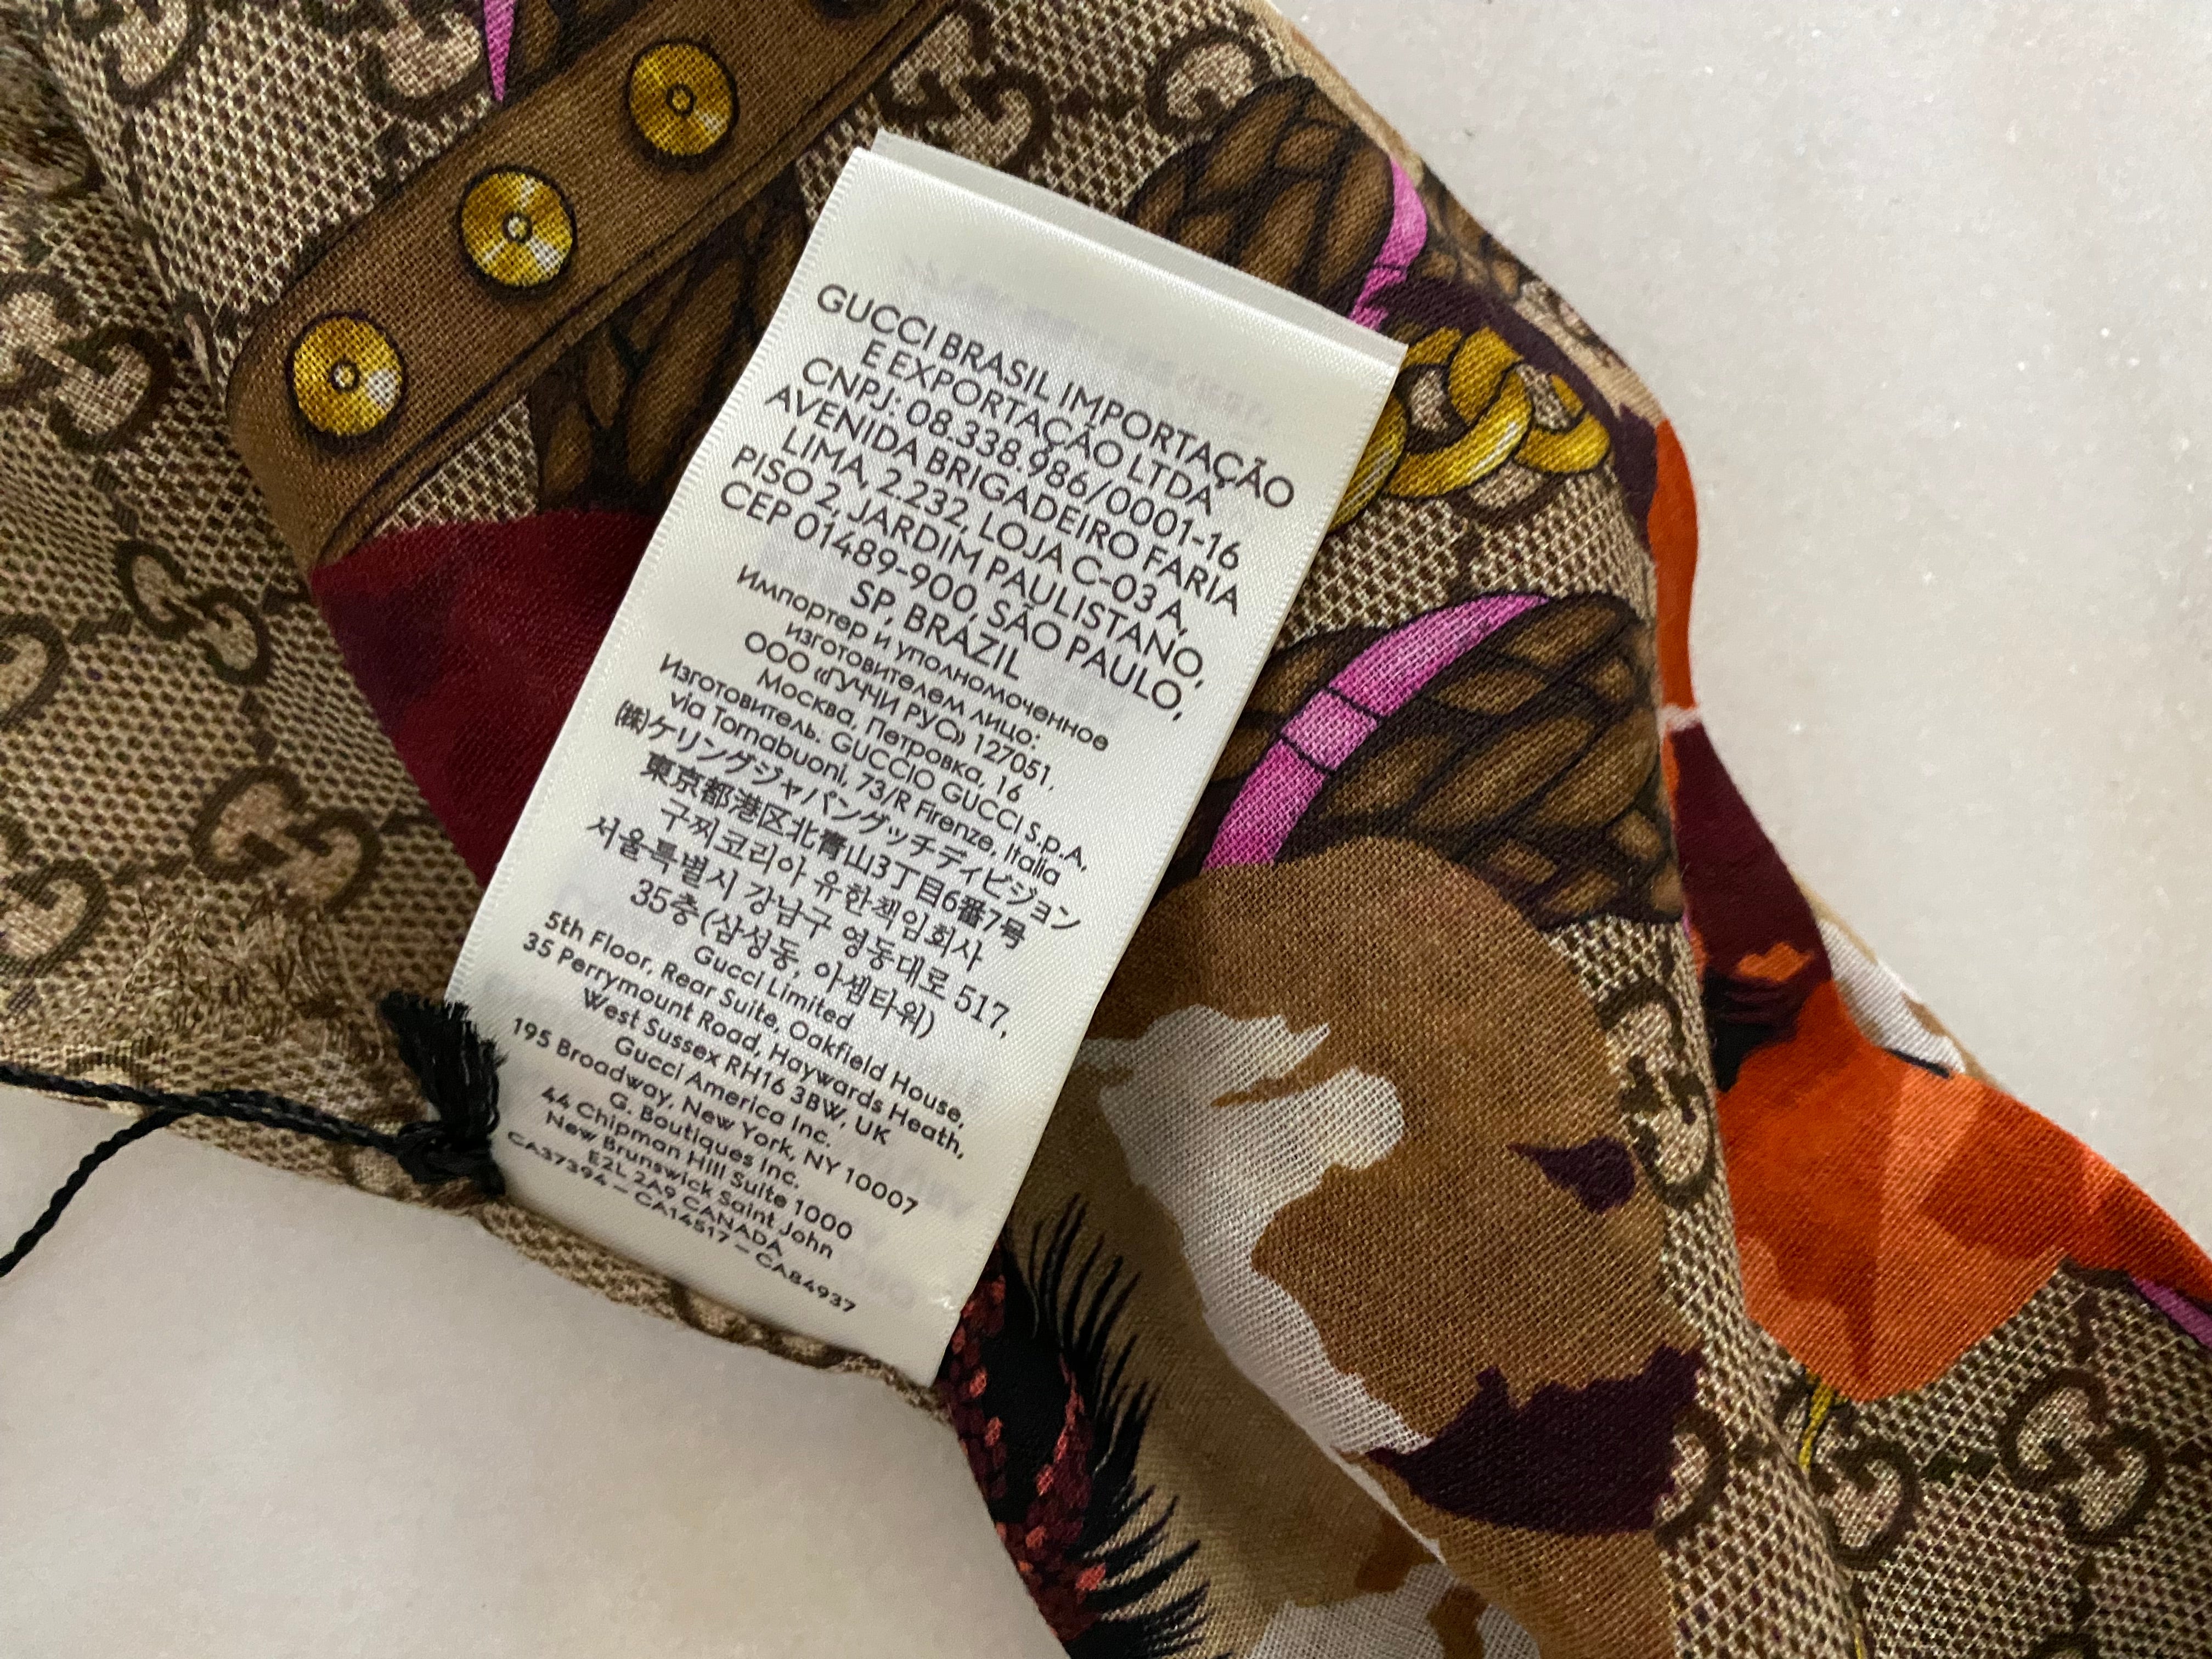 GUCCI BRASIL IMPORTAÇÃO
E EXPORTAÇÃO LTDA
CNPJ: 08.338.986/0001-16
AVENIDA BRIGADEIRO FARIA
LIMA, 2.232, LOJA C-03 A,
PISO 2, JARDIM PAULISTANO,
CEP 01489-900, SÃO PAULO,
SP, BRAZIL
Импортер и уполномоченное
изготовителем лицо:
ООО «ГУЧЧИ РУС» 127051,
Москва, Петровка, 16
Изготовитель. GUCCIO GUCCI S.p.A,
via Tornabuoni, 73/R Firenze, Italia
(株)ケリングジャパングッチディビジョン
東京都港区北青山3丁目6番7号
구찌코리아 유한책임회사
서울특별시 강남구 영동대로 517,
35층 (삼성동, 아셈타워)
Gucci Limited
5th Floor, Rear Suite, Oakfield House,
35 Perrymount Road, Haywards Heath,
West Sussex RH16 3BW, UK
Gucci America Inc.
195 Broadway, New York, NY 10007
G. Boutiques Inc.
44 Chipman Hill Suite 1000
New Brunswick Saint John
E2L 2A9 CANADA
CA37394 – CA14517 – CA84937